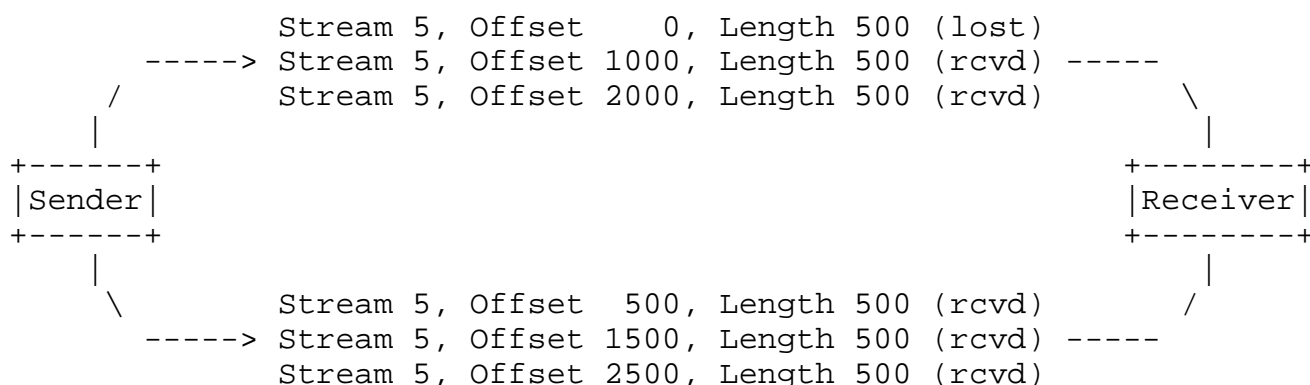 Stream 5, Offset    0, Length 500 (lost)
-----> Stream 5, Offset 1000, Length 500 (rcvd) -----
/ Stream 5, Offset 2000, Length 500 (rcvd) \
| |
+------+ +--------+
|Sender| |Receiver|
+------+ +--------+
| |
\ Stream 5, Offset  500, Length 500 (rcvd) /
-----> Stream 5, Offset 1500, Length 500 (rcvd) -----
Stream 5, Offset 2500, Length 500 (rcvd)